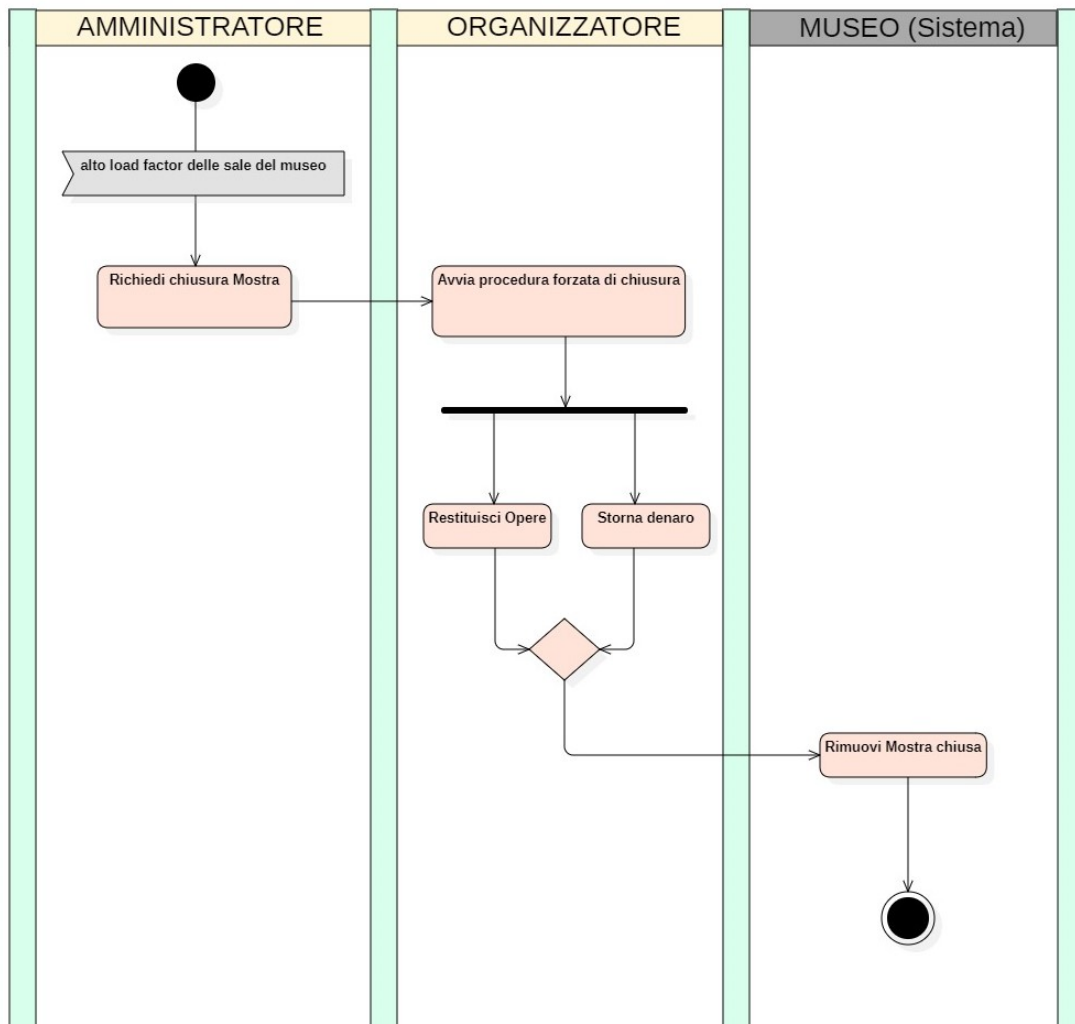 AMMINISTRATORE
ORGANIZZATORE
MUSEO (Sistema)
alto load factor delle sale del museo
Richiedi chiusura Mostra
Avvia procedura forzata di chiusura
Restituisci Opere
Storna denaro
Rimuovi Mostra chiusa